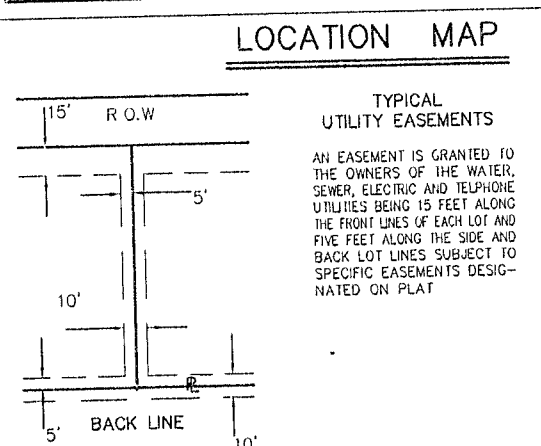 LOCATION MAP
15' R O.W
5'
10'
5'
BACK LINE
10'
TYPICAL
UTILITY EASEMENTS
AN EASEMENT IS GRANTED TO
THE OWNERS OF THE WATER,
SEWER, ELECTRIC AND TELPHONE
UTILITIES BEING 15 FEET ALONG
THE FRONT LINES OF EACH LOT AND
FIVE FEET ALONG THE SIDE AND
BACK LOT LINES SUBJECT TO
SPECIFIC EASEMENTS DESIG-
NATED ON PLAT